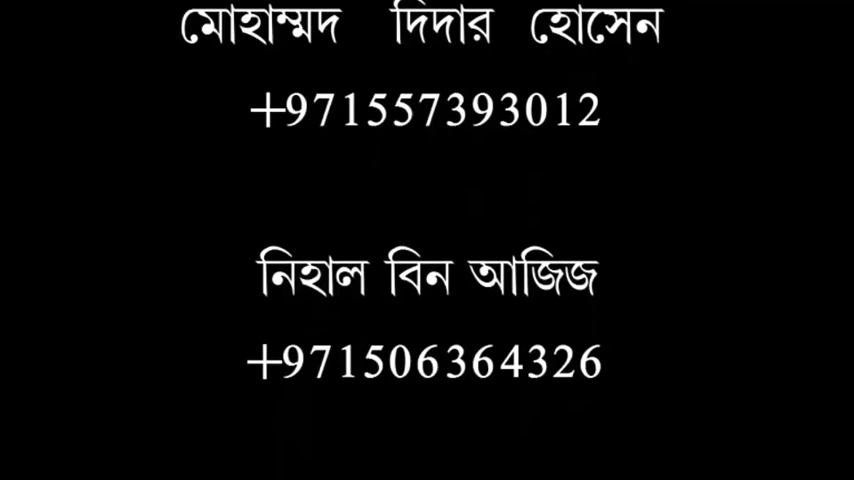 মোহাম্মদ দিদার হোসেন
+971557393012
নিহাল বিন আজিজ
+971506364326